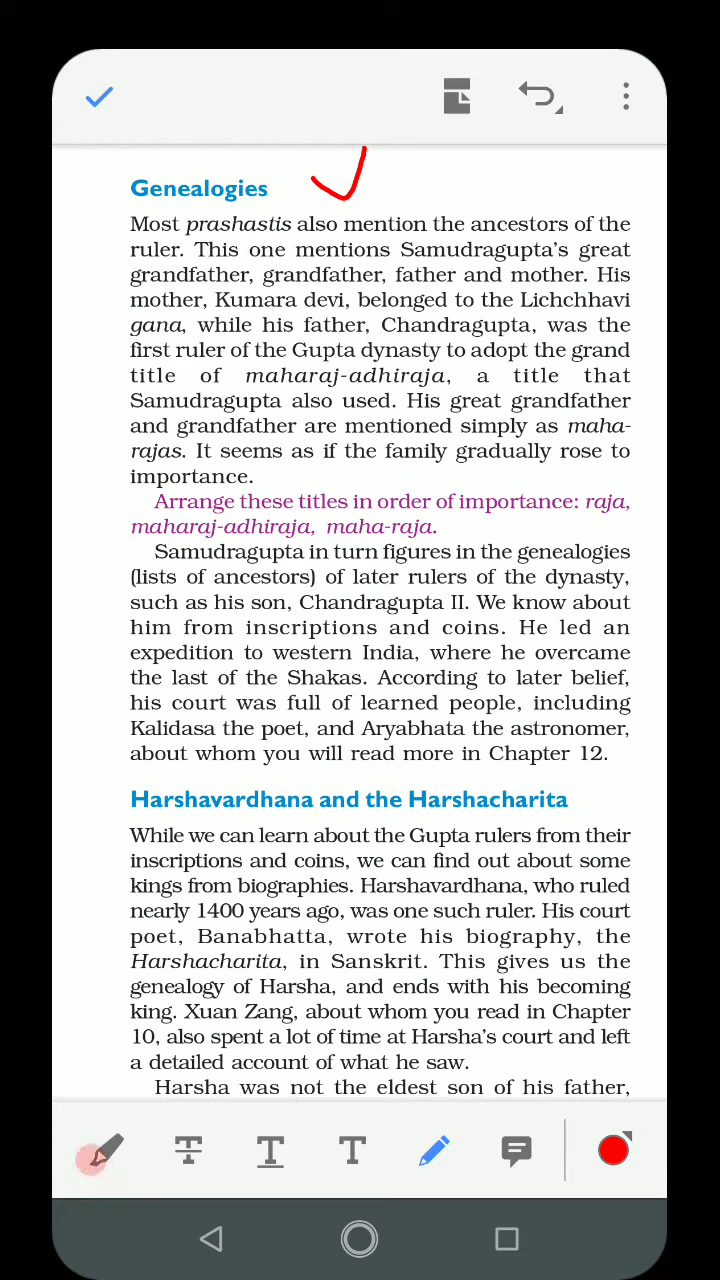 Genealogies
Most prashastis also mention the ancestors of the
ruler. This one mentions Samudragupta's great
grandfather, grandfather, father and mother. His
mother, Kumara devi, belonged to the Lichchhavi
gana, while his father, Chandragupta, was the
first ruler of the Gupta dynasty to adopt the grand
title of maharaj-adhiraja, a title that
Samudragupta also used. His great grandfather
and grandfather are mentioned simply as maha-
rajas. It seems as if the family gradually rose to
importance.
Arrange these titles in order of importance: raja,
maharaj-adhiraja, maha-raja.
Samudragupta in turn figures in the genealogies
(lists of ancestors) of later rulers of the dynasty,
such as his son, Chandragupta II. We know about
him from inscriptions and coins. He led an
expedition to western India, where he overcame
the last of the Shakas. According to later belief,
his court was full of learned people, including
Kalidasa the poet, and Aryabhata the astronomer,
about whom you will read more in Chapter 12.
Harshavardhana and the Harshacharita
While we can learn about the Gupta rulers from their
inscriptions and coins, we can find out about some
kings from biographies. Harshavardhana, who ruled
nearly 1400 years ago, was one such ruler. His court
poet, Banabhatta, wrote his biography, the
Harshacharita, in Sanskrit. This gives us the
genealogy of Harsha, and ends with his becoming
king. Xuan Zang, about whom you read in Chapter
10, also spent a lot of time at Harsha's court and left
a detailed account of what he saw.
Harsha was not the eldest son of his father,